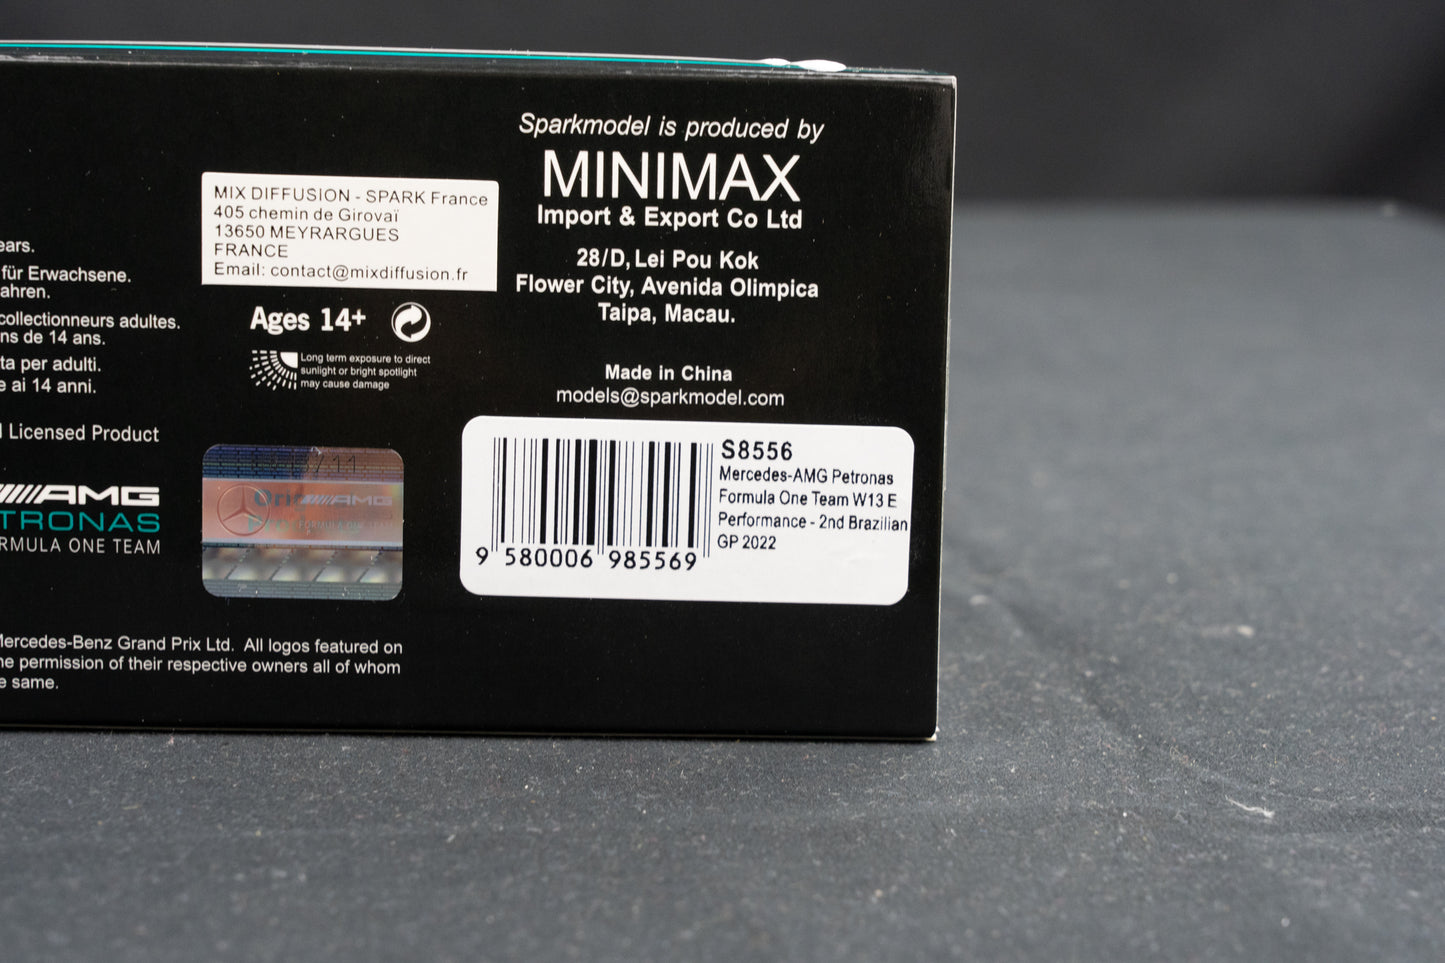 ears.
für Erwachsene.
ahren.
collectionneurs adultes.
ns de 14 ans.
ta per adulti.
e ai 14 anni.
l Licensed Product
AMG
TRONAS
RMULA ONE TEAM
Mercedes-Benz Grand Prix Ltd. All logos featured on
he permission of their respective owners all of whom
e same.
MIX DIFFUSION - SPARK France
405 chemin de Girovaï
13650 MEYRARGUES
FRANCE
Email: contact@mixdiffusion.fr
Ages 14+
Long term exposure to direct
sunlight or bright spotlight
may cause damage
AMG
FORMULA ONE TEAM
Sparkmodel is produced by
MINIMAX
Import & Export Co Ltd
28/D, Lei Pou Kok
Flower City, Avenida Olimpica
Taipa, Macau.
Made in China
models@sparkmodel.com
S8556
Mercedes-AMG Petronas
Formula One Team W13 E
Performance - 2nd Brazilian
GP 2022
9 580006 985569